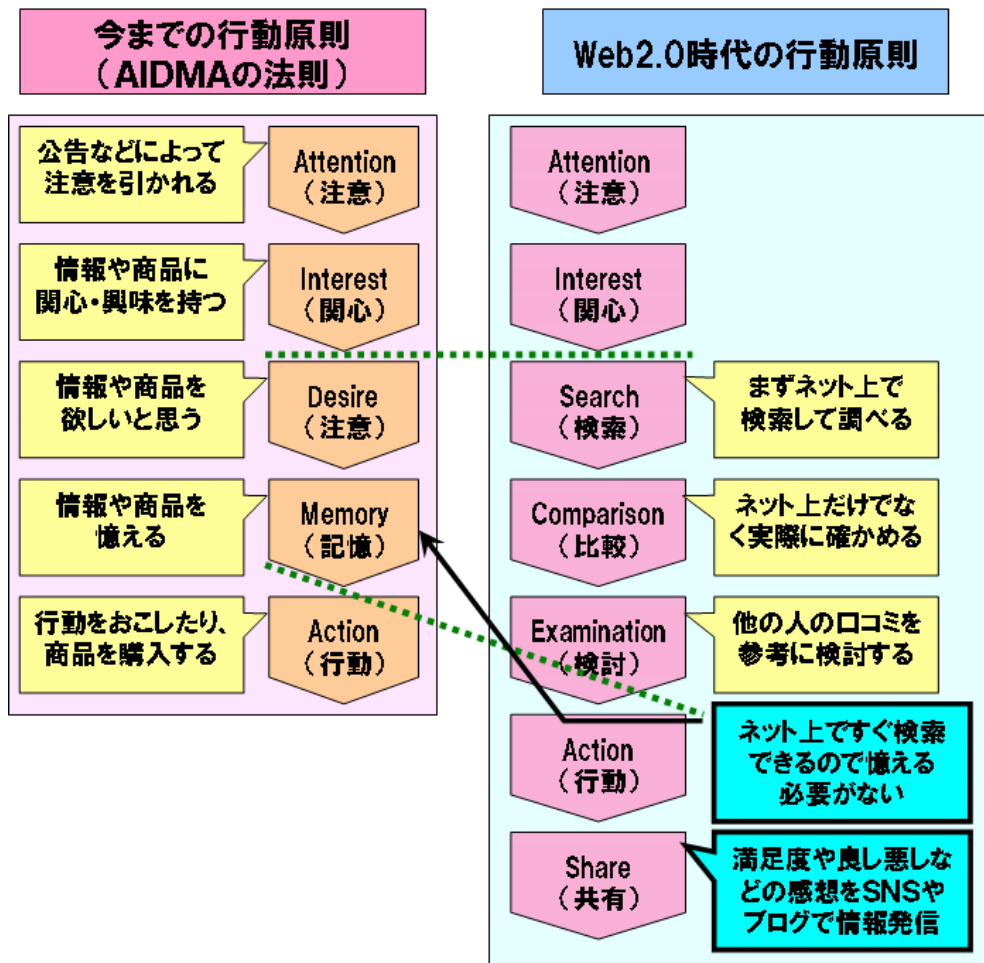 今までの行動原則
（AIDMAの法則）
公告などによって
注意を引かれる
Attention
（注意）
情報や商品に
関心・興味を持つ
Interest
（関心）
情報や商品を
欲しいと思う
Desire
（注意）
情報や商品を
憶える
Memory
（記憶）
行動をおこしたり、
商品を購入する
Action
（行動）
Web2.0時代の行動原則
Attention
（注意）
Interest
（関心）
Search
（検索）
まずネット上で
検索して調べる
Comparison
（比較）
ネット上だけでな
く実際に確かめる
Examination
（検討）
他の人の口コミを
参考に検討する
Action
（行動）
ネット上ですぐ検索
できるので憶える
必要がない
Share
（共有）
満足度や良し悪しな
どの感想をSNSや
ブログで情報発信